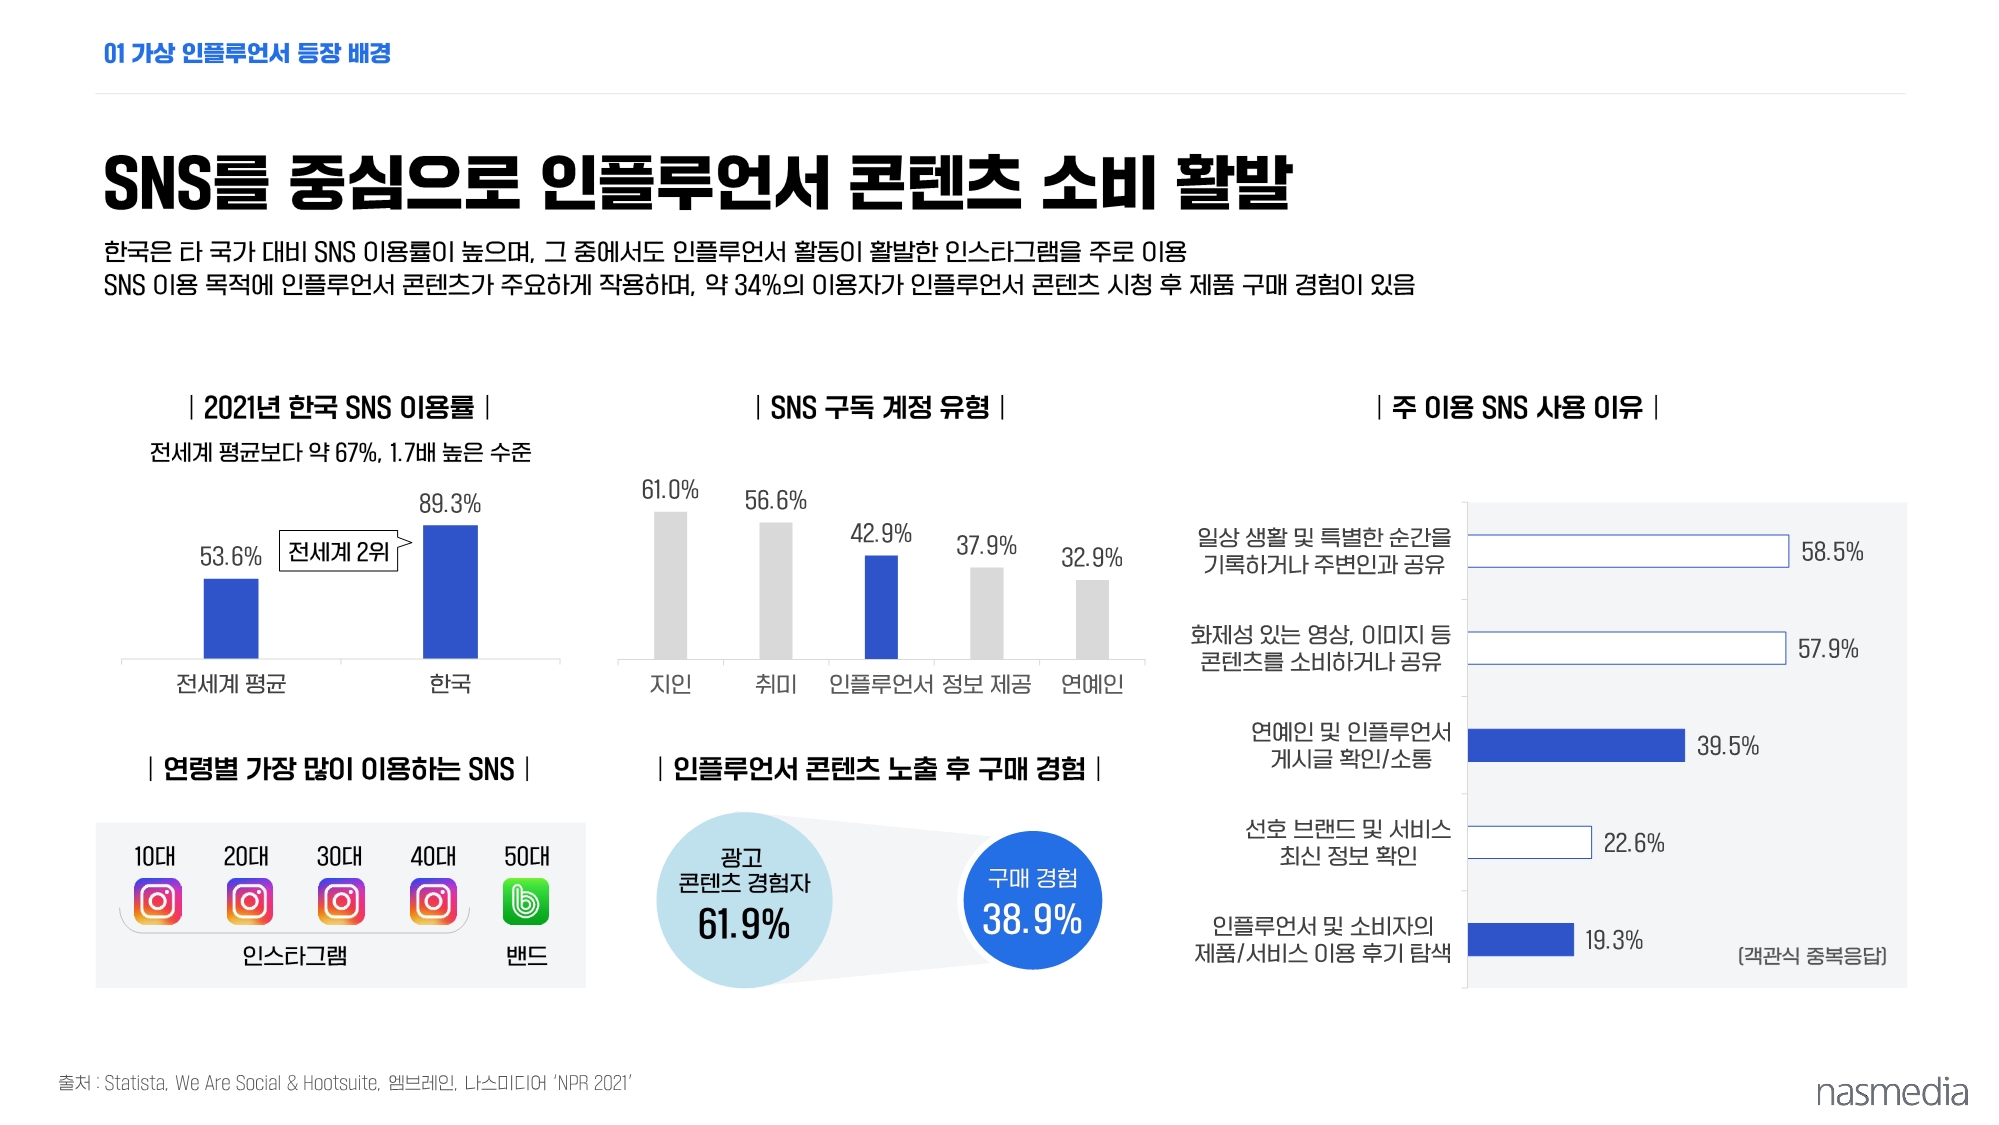 01 가상 인플루언서 등장 배경
SNS를 중심으로 인플루언서 콘텐츠 소비 활발
한국은 타 국가 대비 SNS 이용률이 높으며, 그 중에서도 인플루언서 활동이 활발한 인스타그램을 주로 이용
SNS 이용 목적에 인플루언서 콘텐츠가 주요하게 작용하며, 약 34%의 이용자가 인플루언서 콘텐츠 시청 후 제품 구매 경험이 있음
| 2021년 한국 SNS 이용률 |
전세계 평균보다 약 67%, 1.7배 높은 수준
53.6%
전세계 2위
89.3%
전세계 평균
한국
| SNS 구독 계정 유형 |
61.0%
56.6%
42.9%
37.9%
32.9%
지인
취미
인플루언서
정보 제공
연예인
| 연령별 가장 많이 이용하는 SNS |
10대
20대
30대
40대
50대
인스타그램
밴드
| 인플루언서 콘텐츠 노출 후 구매 경험 |
광고
콘텐츠 경험자
61.9%
구매 경험
38.9%
| 주 이용 SNS 사용 이유 |
일상 생활 및 특별한 순간을
기록하거나 주변인과 공유
58.5%
화제성 있는 영상, 이미지 등
콘텐츠를 소비하거나 공유
57.9%
연예인 및 인플루언서
게시글 확인/소통
39.5%
선호 브랜드 및 서비스
최신 정보 확인
22.6%
인플루언서 및 소비자의
제품/서비스 이용 후기 탐색
19.3%
(객관식 중복응답)
출처 : Statista, We Are Social & Hootsuite, 엠브레인, 나스미디어 ‘NPR 2021’
nasmedia